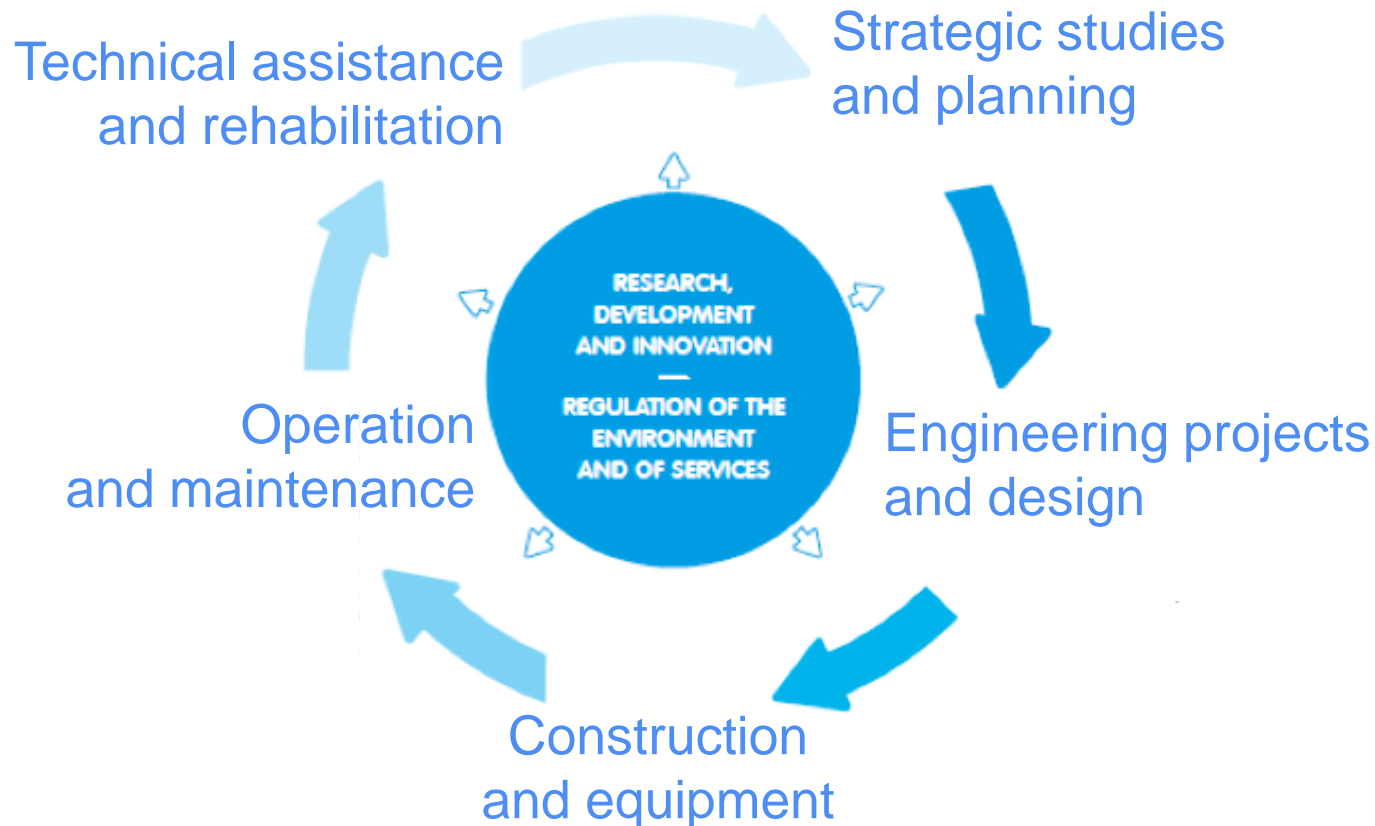 Technical assistance
and rehabilitation
Strategic studies
and planning
RESEARCH,
DEVELOPMENT
AND INNOVATION
—
REGULATION OF THE
ENVIRONMENT
AND OF SERVICES
Operation
and maintenance
Engineering projects
and design
Construction
and equipment